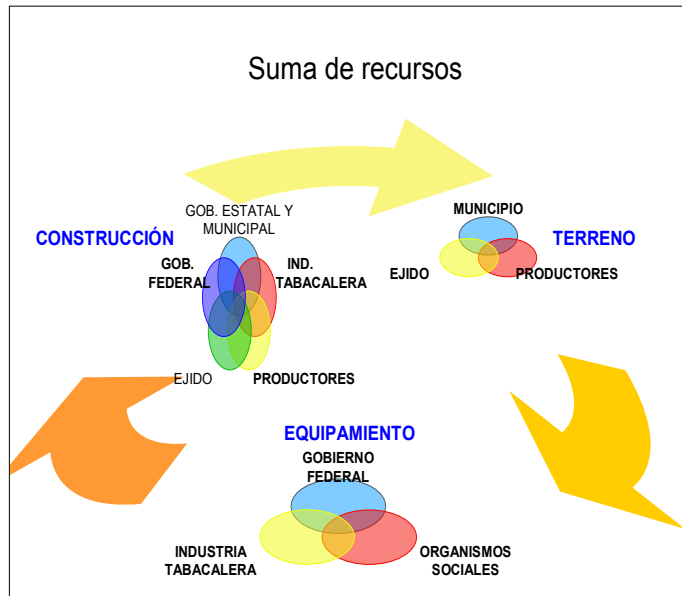 Suma de recursos
GOB. ESTATAL Y
MUNICIPAL
CONSTRUCCIÓN
GOB.
FEDERAL
IND.
TABACALERA
EJIDO
PRODUCTORES
MUNICIPIO
TERRENO
EJIDO
PRODUCTORES
EQUIPAMIENTO
GOBIERNO
FEDERAL
INDUSTRIA
TABACALERA
ORGANISMOS
SOCIALES